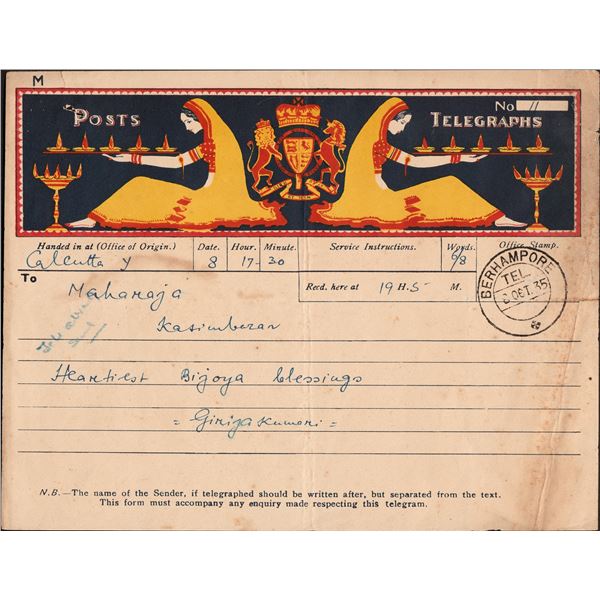 M
POSTS
No 11
TELEGRAPHS
Handed in at (Office of Origin.) Date. Hour. Minute. Service Instructions. Words. Office Stamp.
Calcutta y 8 17-30 8
To
Recd. here at 19 H.5 M.
BERHAMPORE
TEL.
8 OCT. 35
Maharaja
Kasimbazar
Heartiest Bijoya blessings
= Girija Kumari =
N.B.—The name of the Sender, if telegraphed should be written after, but separated from the text.
This form must accompany any enquiry made respecting this telegram.